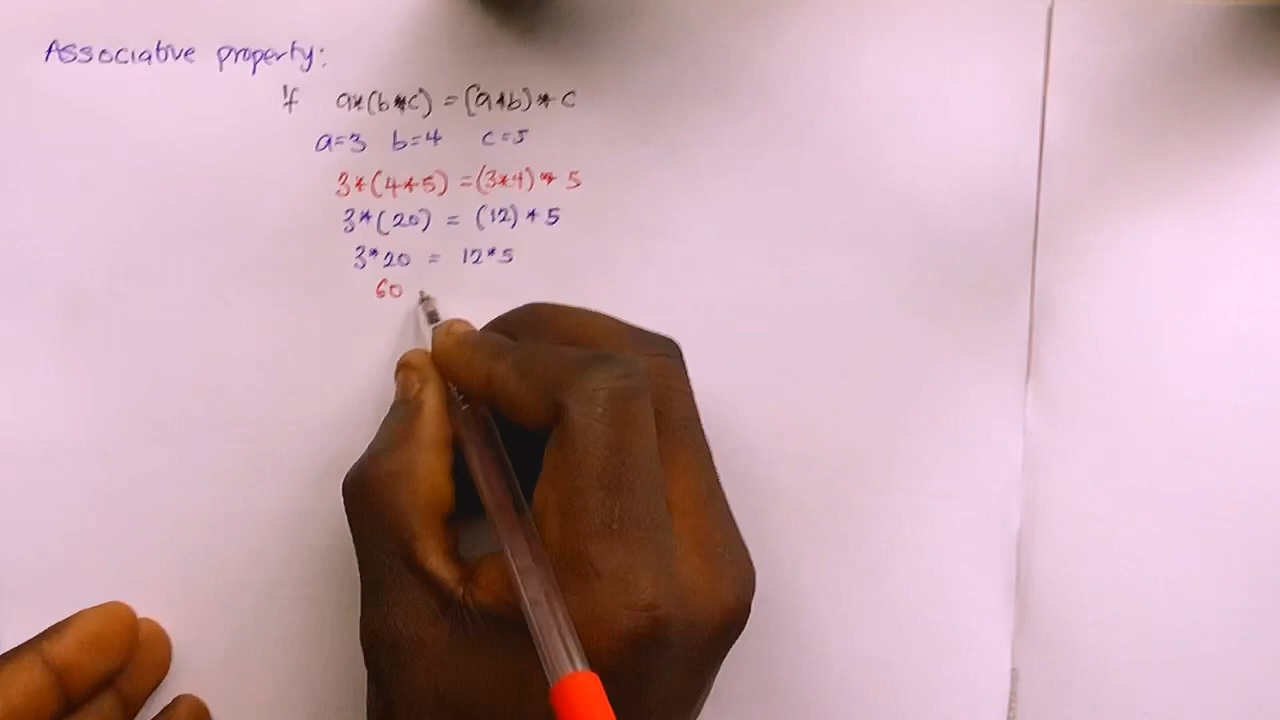 Associative property:
If a*(b*c) = (a*b)* c
a=3 b=4 c=5
3*(4*5) =(3*4)* 5
3*(20) = (12)*5
3*20 = 12*5
60